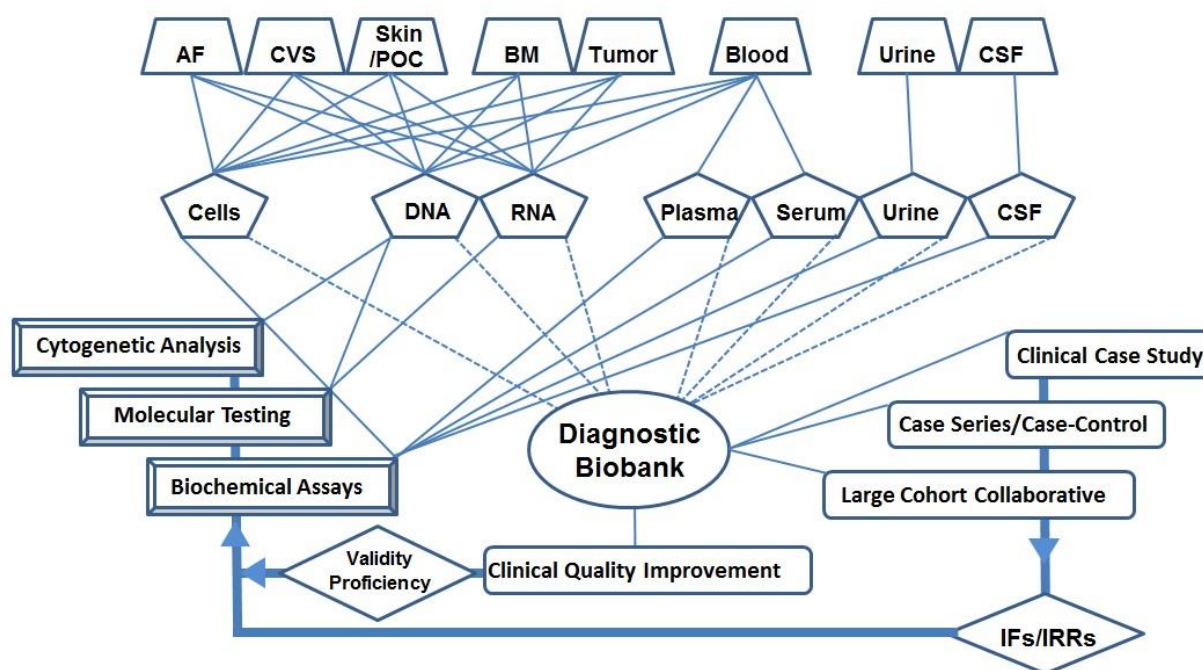 AF
CVS
Skin
/POC
BM
Tumor
Blood
Urine
CSF
Cells
DNA
RNA
Plasma
Serum
Urine
CSF
Cytogenetic Analysis
Molecular Testing
Biochemical Assays
Diagnostic
Biobank
Clinical Case Study
Case Series/Case-Control
Large Cohort Collaborative
Validity
Proficiency
Clinical Quality Improvement
IFs/IRRs